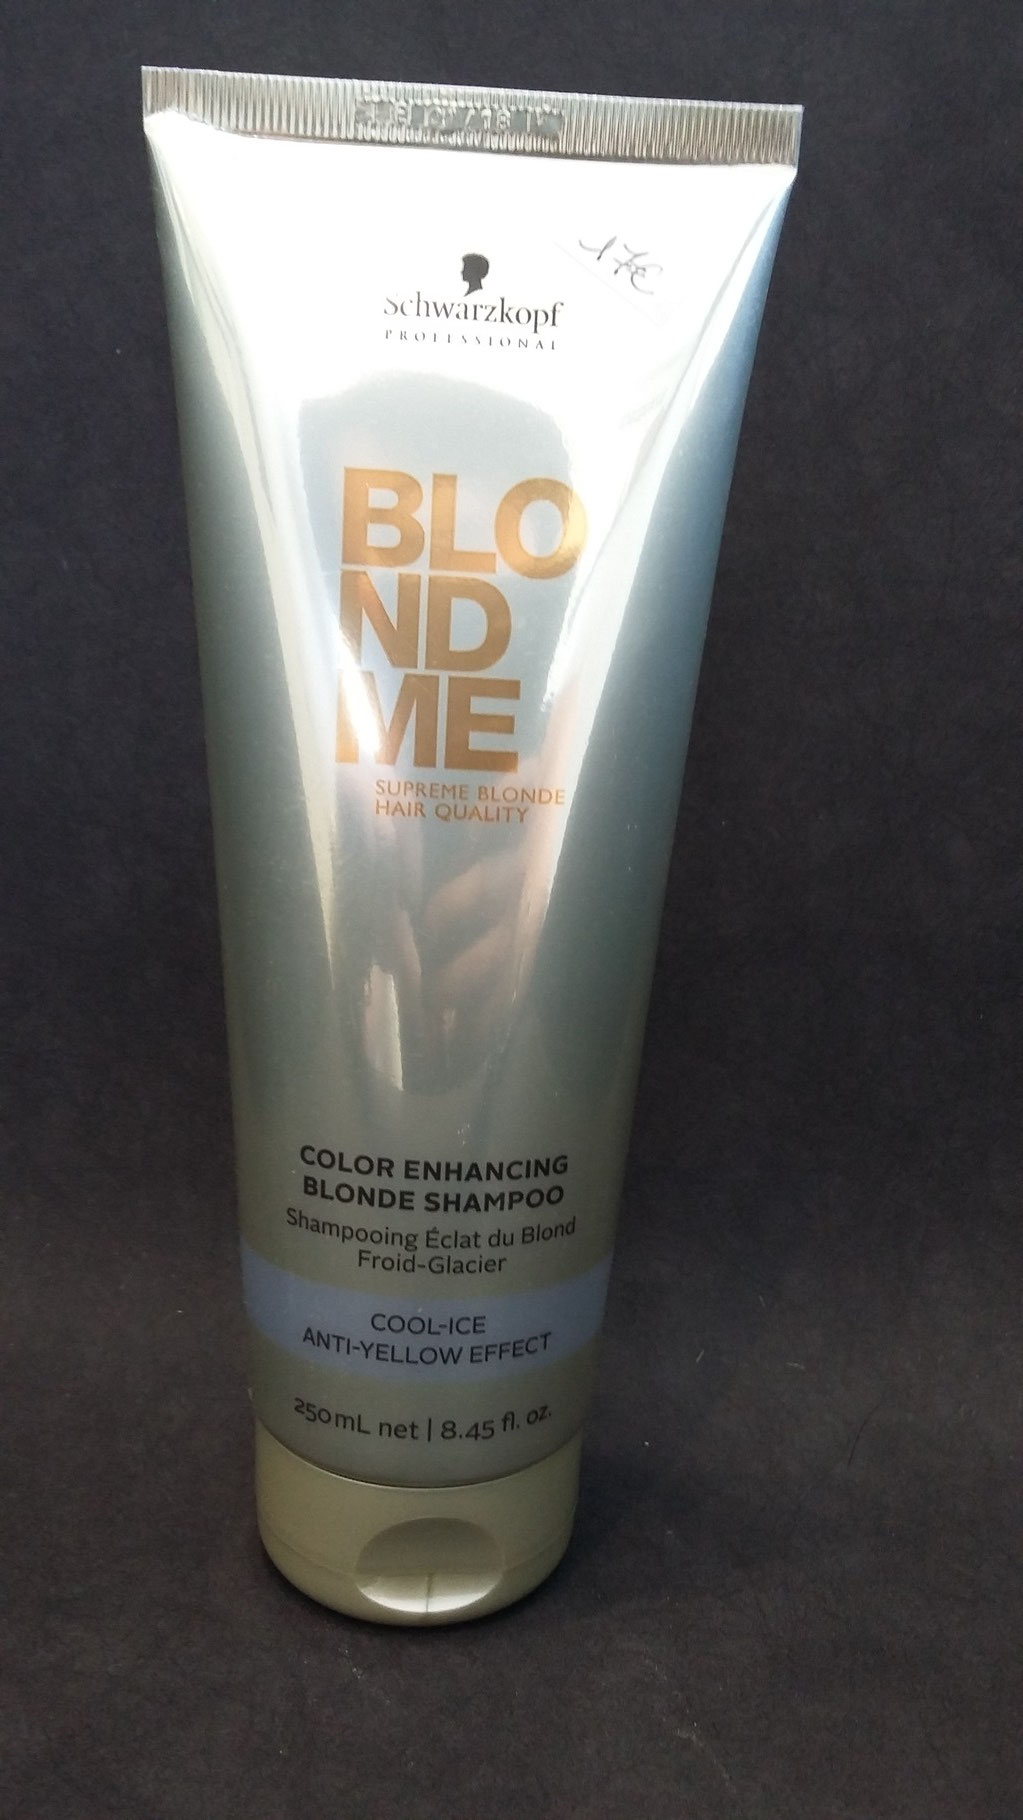 17€
Schwarzkopf
PROFESSIONAL
BLO
ND
ME
SUPREME BLONDE
HAIR QUALITY
COLOR ENHANCING
BLONDE SHAMPOO
Shampooing Éclat du Blond
Froid-Glacier
COOL-ICE
ANTI-YELLOW EFFECT
250mL net | 8.45 fl. oz.